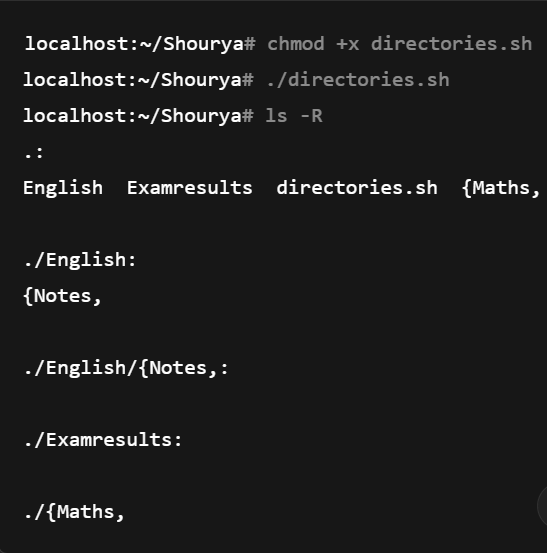 localhost:~/Shourya# chmod +x directories.sh
localhost:~/Shourya# ./directories.sh
localhost:~/Shourya# ls -R
.:
English  Examresults  directories.sh  {Maths,
./English:
{Notes,
./English/{Notes,:
./Examresults:
./{Maths,